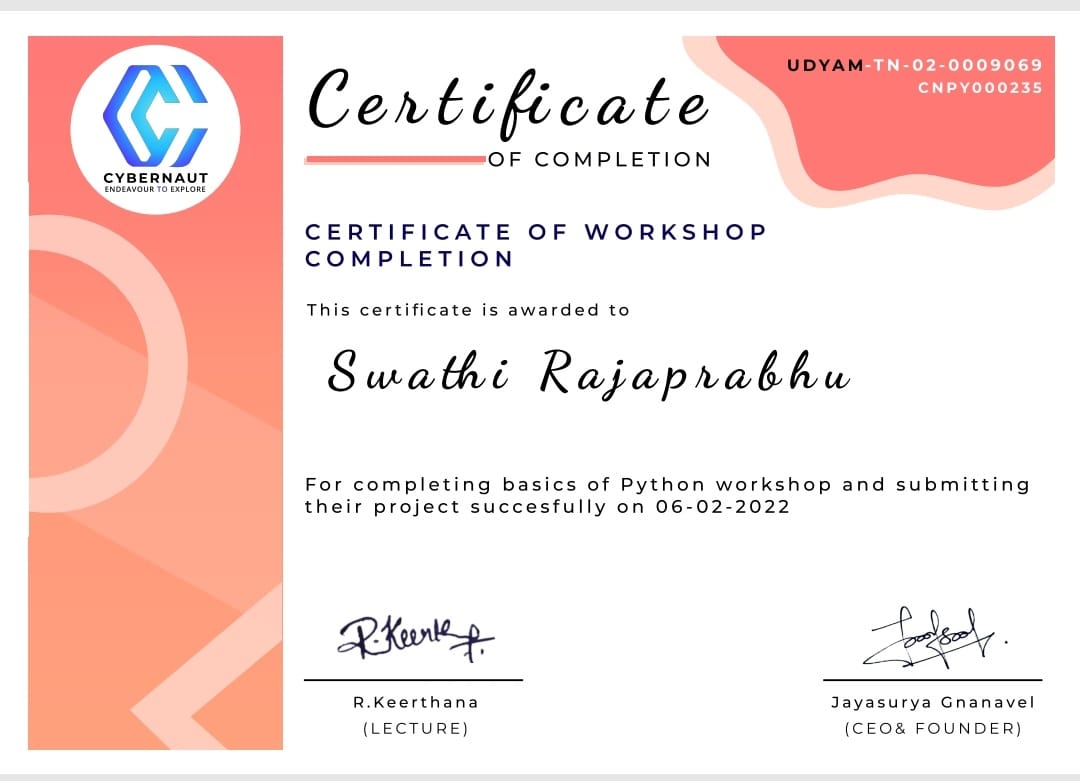 CYBERNAUT
ENDEAVOUR TO EXPLORE
Certificate
OF COMPLETION
UDYAM-TN-02-0009069
CNPY000235
CERTIFICATE OF WORKSHOP
COMPLETION
This certificate is awarded to
Swathi Rajaprabhu
For completing basics of Python workshop and submitting
their project succesfully on 06-02-2022
R.Keerthana
(LECTURE)
Jayasurya Gnanavel
(CEO& FOUNDER)